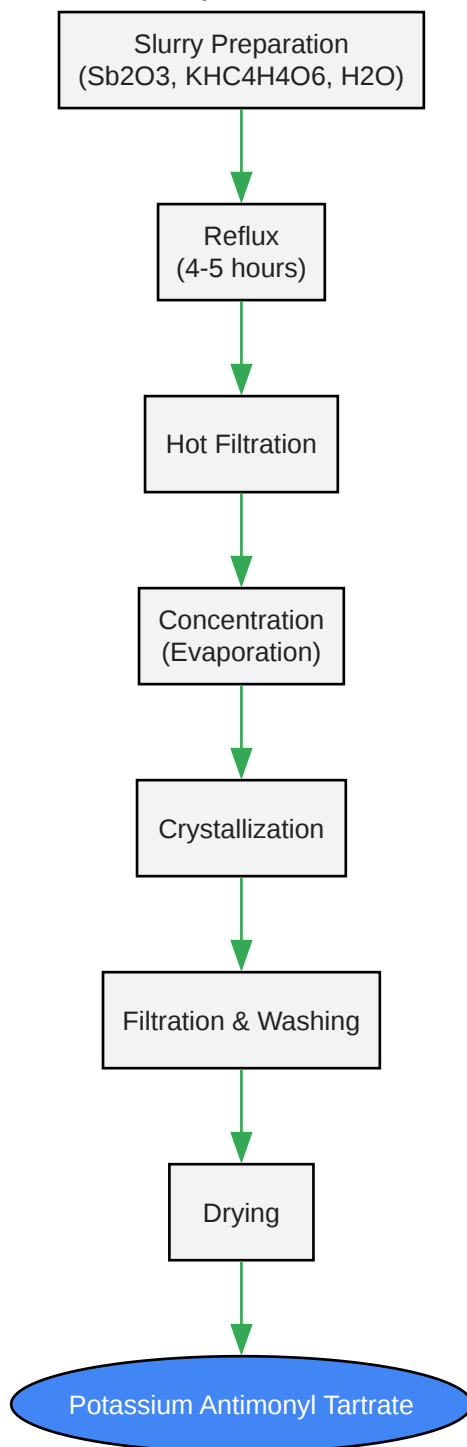 Slurry Preparation
(Sb2O3, KHC4H4O6, H2O)
Reflux
(4-5 hours)
Hot Filtration
Concentration
(Evaporation)
Crystallization
Filtration & Washing
Drying
Potassium Antimonyl Tartrate